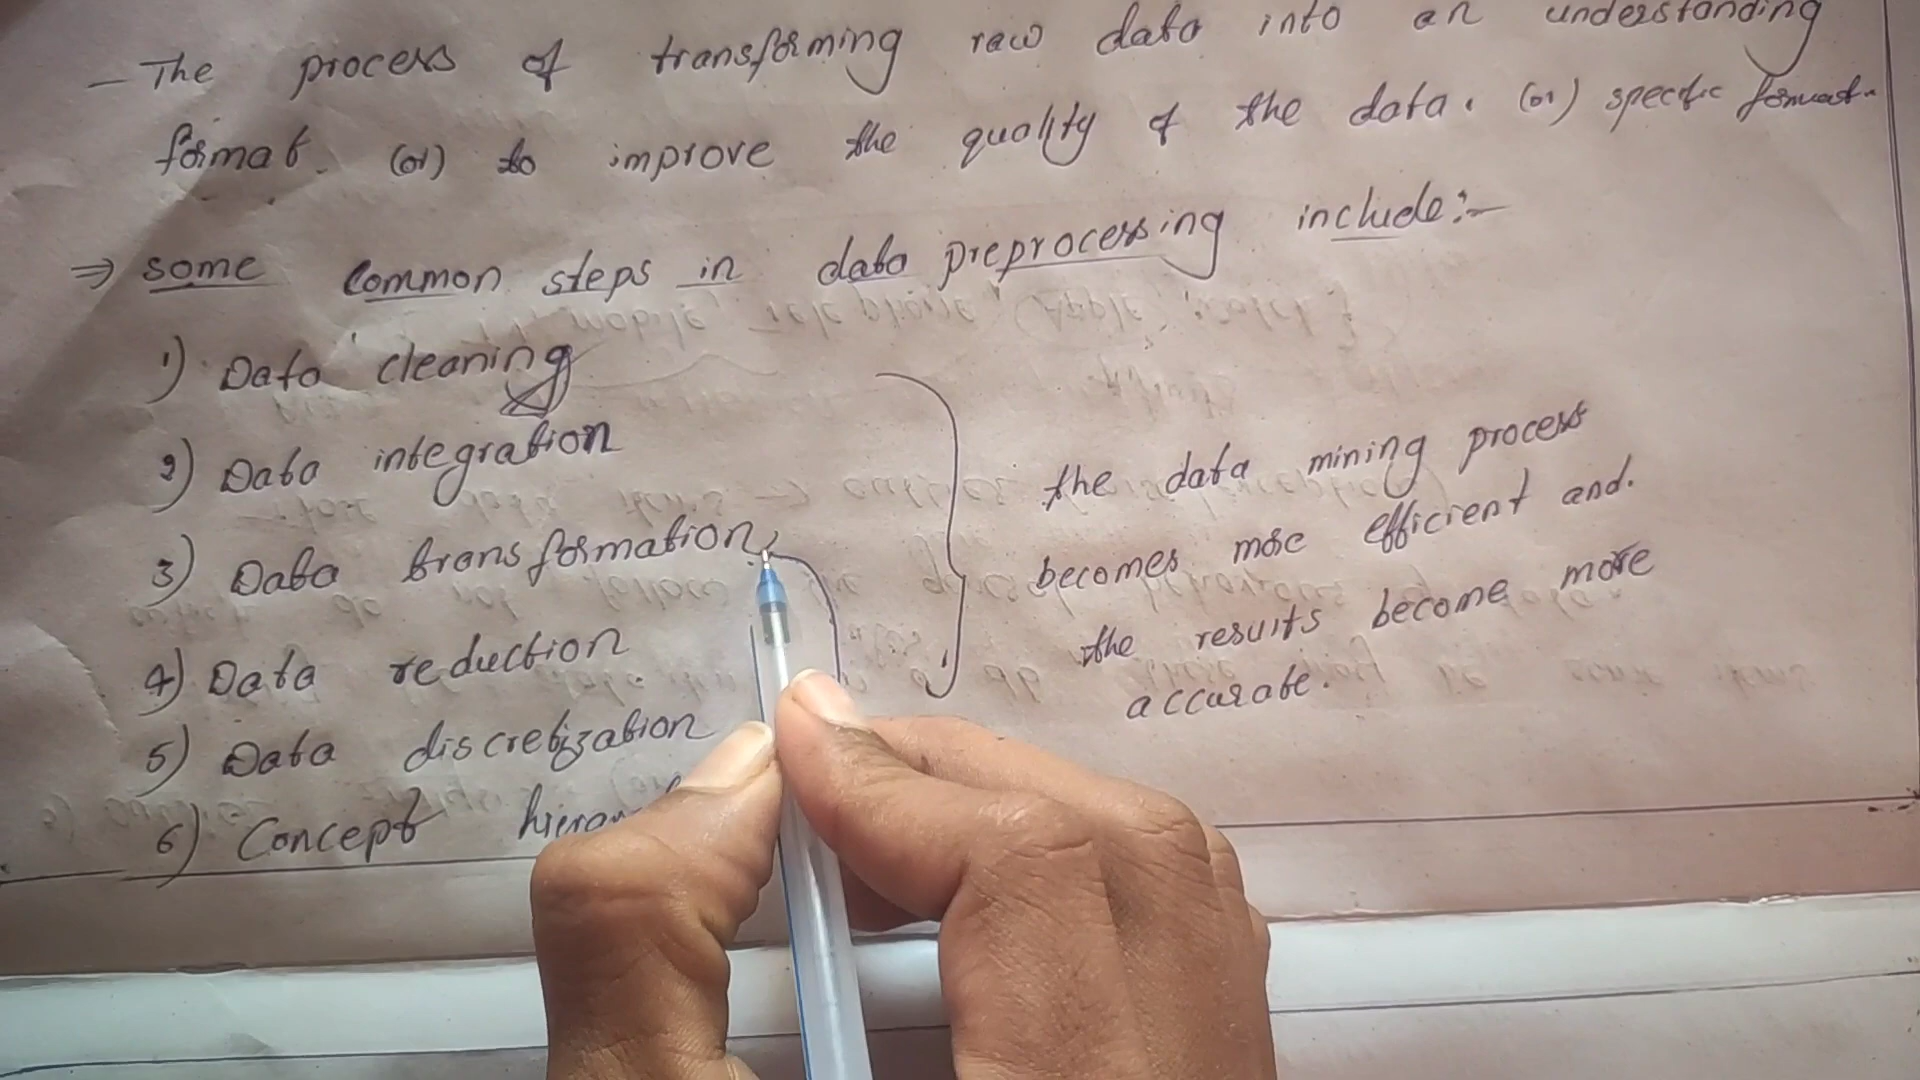 - The process of transforming raw data into an understanding
format. (or) to improve the quality of the data. (or) specific format.
⇒ some common steps in data preprocessing include:-
1) Data cleaning
2) Data integration
3) Data transformation,
4) Data reduction
5) Data discretization
6) Concept
the data mining process
becomes more efficient and.
the results become more
accurate.